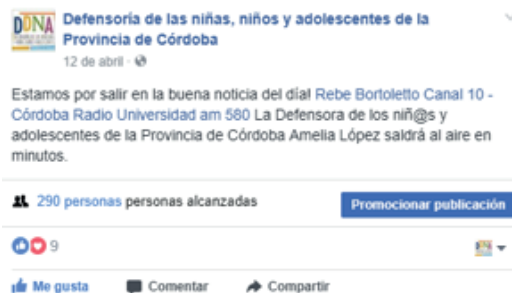 DDNA
Defensoría de las niñas, niños y adolescentes de la
Provincia de Córdoba
12 de abril ·
Estamos por salir en la buena noticia del día! Rebe Bortoletto Canal 10 -
Córdoba Radio Universidad am 580 La Defensora de los niñ@s y
adolescentes de la Provincia de Córdoba Amelia López saldrá al aire en
minutos.
290 personas personas alcanzadas
Promocionar publicación
9
Me gusta Comentar Compartir